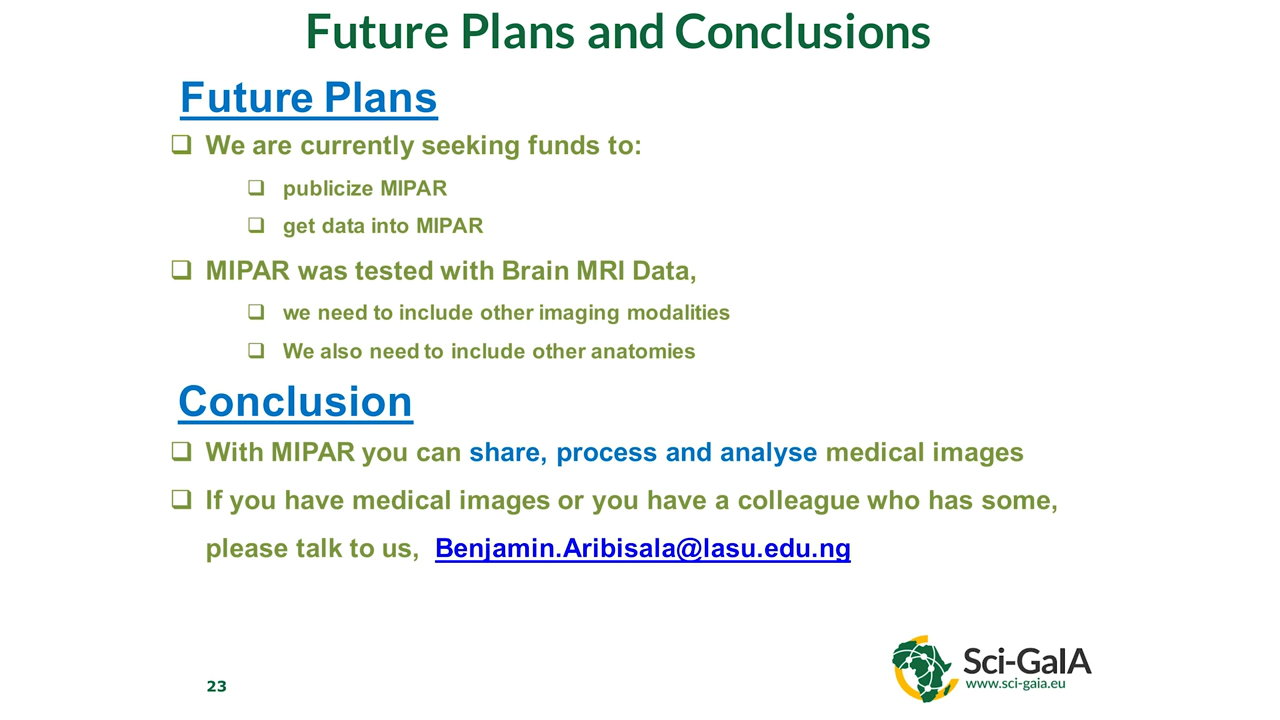 Future Plans and Conclusions
Future Plans
❑ We are currently seeking funds to:
❑ publicize MIPAR
❑ get data into MIPAR
❑ MIPAR was tested with Brain MRI Data,
❑ we need to include other imaging modalities
❑ We also need to include other anatomies
Conclusion
❑ With MIPAR you can share, process and analyse medical images
❑ If you have medical images or you have a colleague who has some,
please talk to us, Benjamin.Aribisala@lasu.edu.ng
Sci-GaIA
www.sci-gaia.eu
23